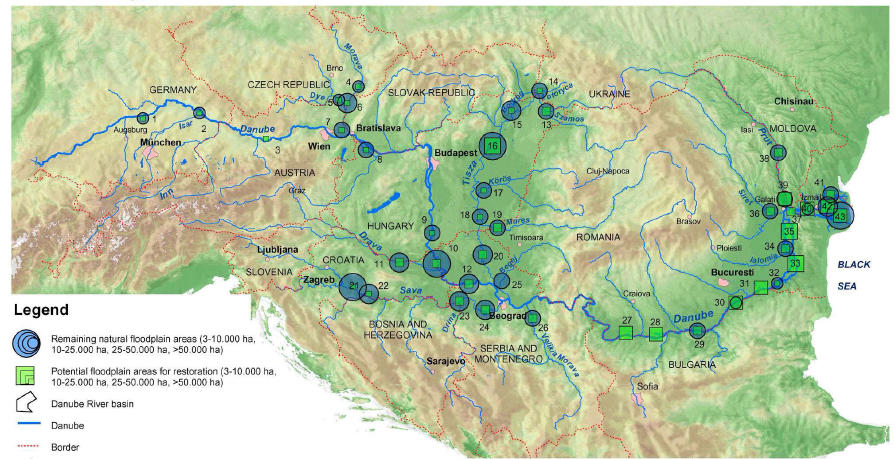 Morava
Brno
14
4
GERMANY
CZECH REPUBLIC
SLOVAK REPUBLIC
UKRAINE
Chisinau
Dye
5
6
15
13
Szamos
1
Augsburg
Isar
2
7
Bratislava
Iasi
MOLDOVA
Danube
3
Wien
8
Budapest
16
Prut
38
München
AUSTRIA
Tisza
Cluj-Napoca
Inn
Graz
17
Körös
Siret
39
41
Galati
Izmail
40
42
43
36
HUNGARY
9
18
19
Mures
Brasov
35
Timisoara
ROMANIA
Drava
Ljubljana
CROATIA
11
10
20
Ploiesti
34
Ialomita
33
BLACK
SLOVENIA
Zagreb
21
22
Sava
12
Begej
25
Bucuresti
32
31
SEA
Craiova
30
Legend
BOSNIA AND
HERZEGOVINA
Drina
23
24
Beograd
26
27
28
Danube
29
Remaining natural floodplain areas (3-10.000 ha,
10-25.000 ha, 25-50.000 ha, >50.000 ha)
SERBIA AND
MONTENEGRO
Velika Morava
BULGARIA
Sarajevo
Sofia
Potential floodplain areas for restoration (3-10.000 ha,
10-25.000 ha, 25-50.000 ha, >50.000 ha)
Danube River basin
Danube
Border